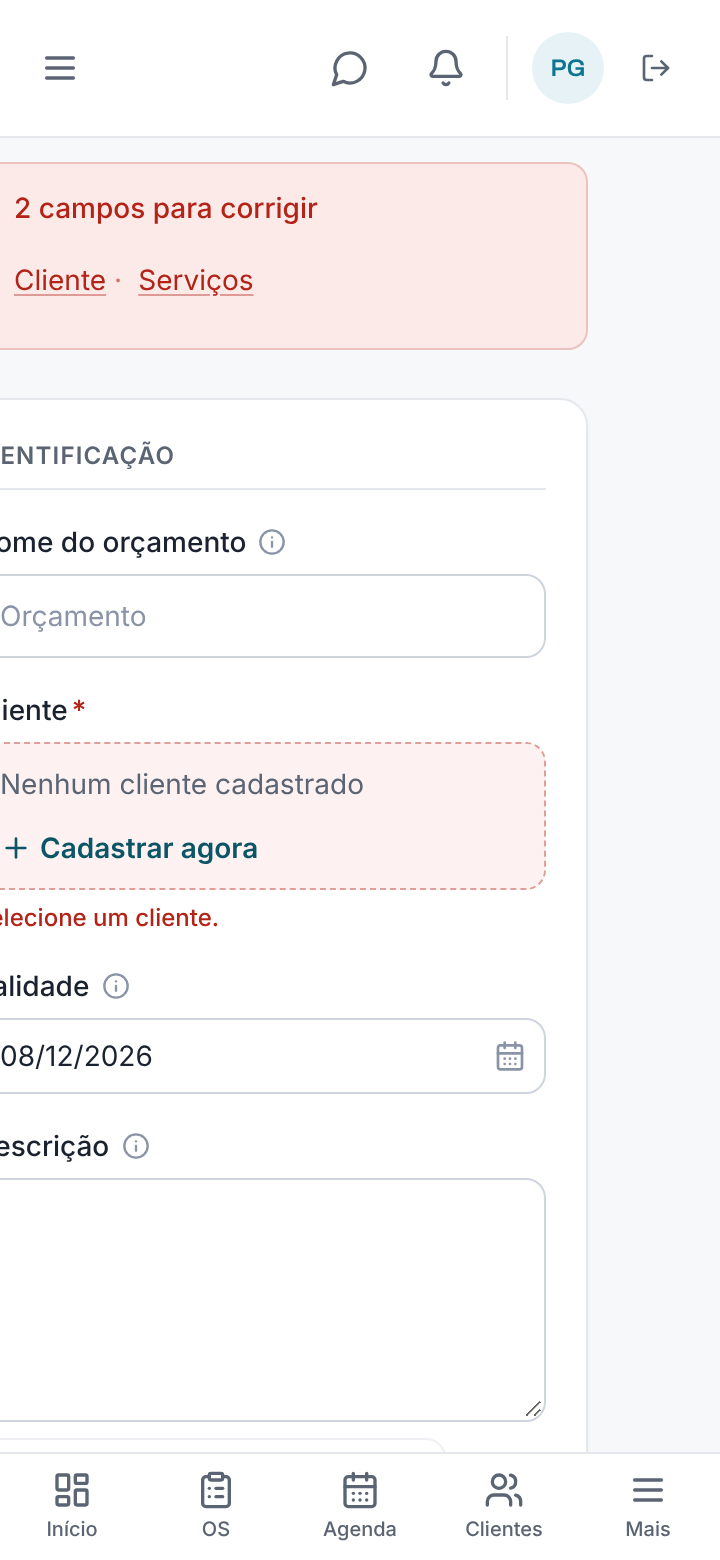 PG
2 campos para corrigir
Cliente · Serviços
ENTIFICAÇÃO
ome do orçamento
Orçamento
iente *
Nenhum cliente cadastrado
+ Cadastrar agora
elecione um cliente.
alidade
08/12/2026
escrição
Início
OS
Agenda
Clientes
Mais